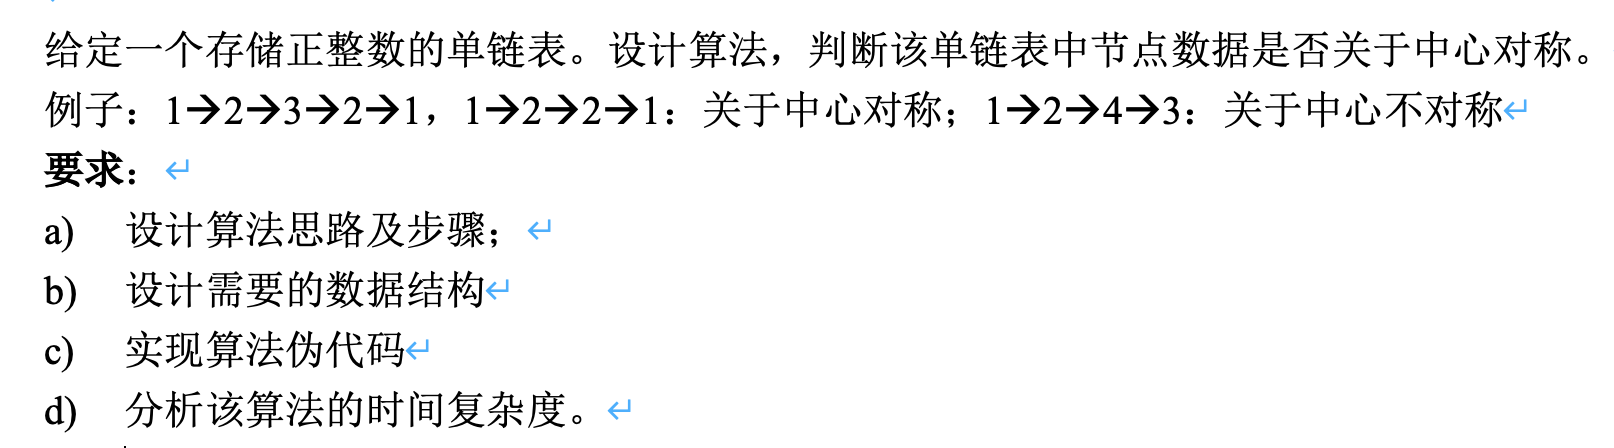 给定一个存储正整数的单链表。设计算法，判断该单链表中节点数据是否关于中心对称。
例子：1→2→3→2→1，1→2→2→1：关于中心对称；1→2→4→3：关于中心不对称↵
要求：↵
a) 设计算法思路及步骤；↵
b) 设计需要的数据结构↵
c) 实现算法伪代码↵
d) 分析该算法的时间复杂度。↵